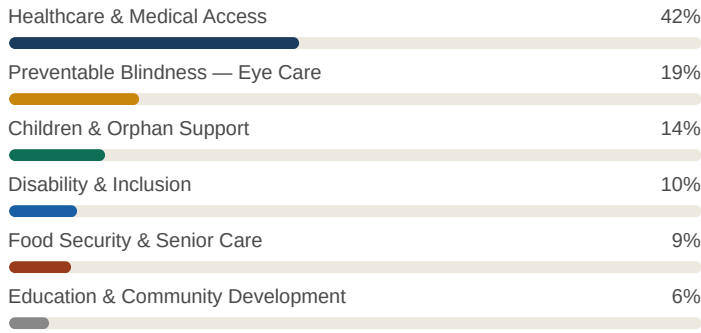 Healthcare & Medical Access 42%
Preventable Blindness — Eye Care 19%
Children & Orphan Support 14%
Disability & Inclusion 10%
Food Security & Senior Care 9%
Education & Community Development 6%